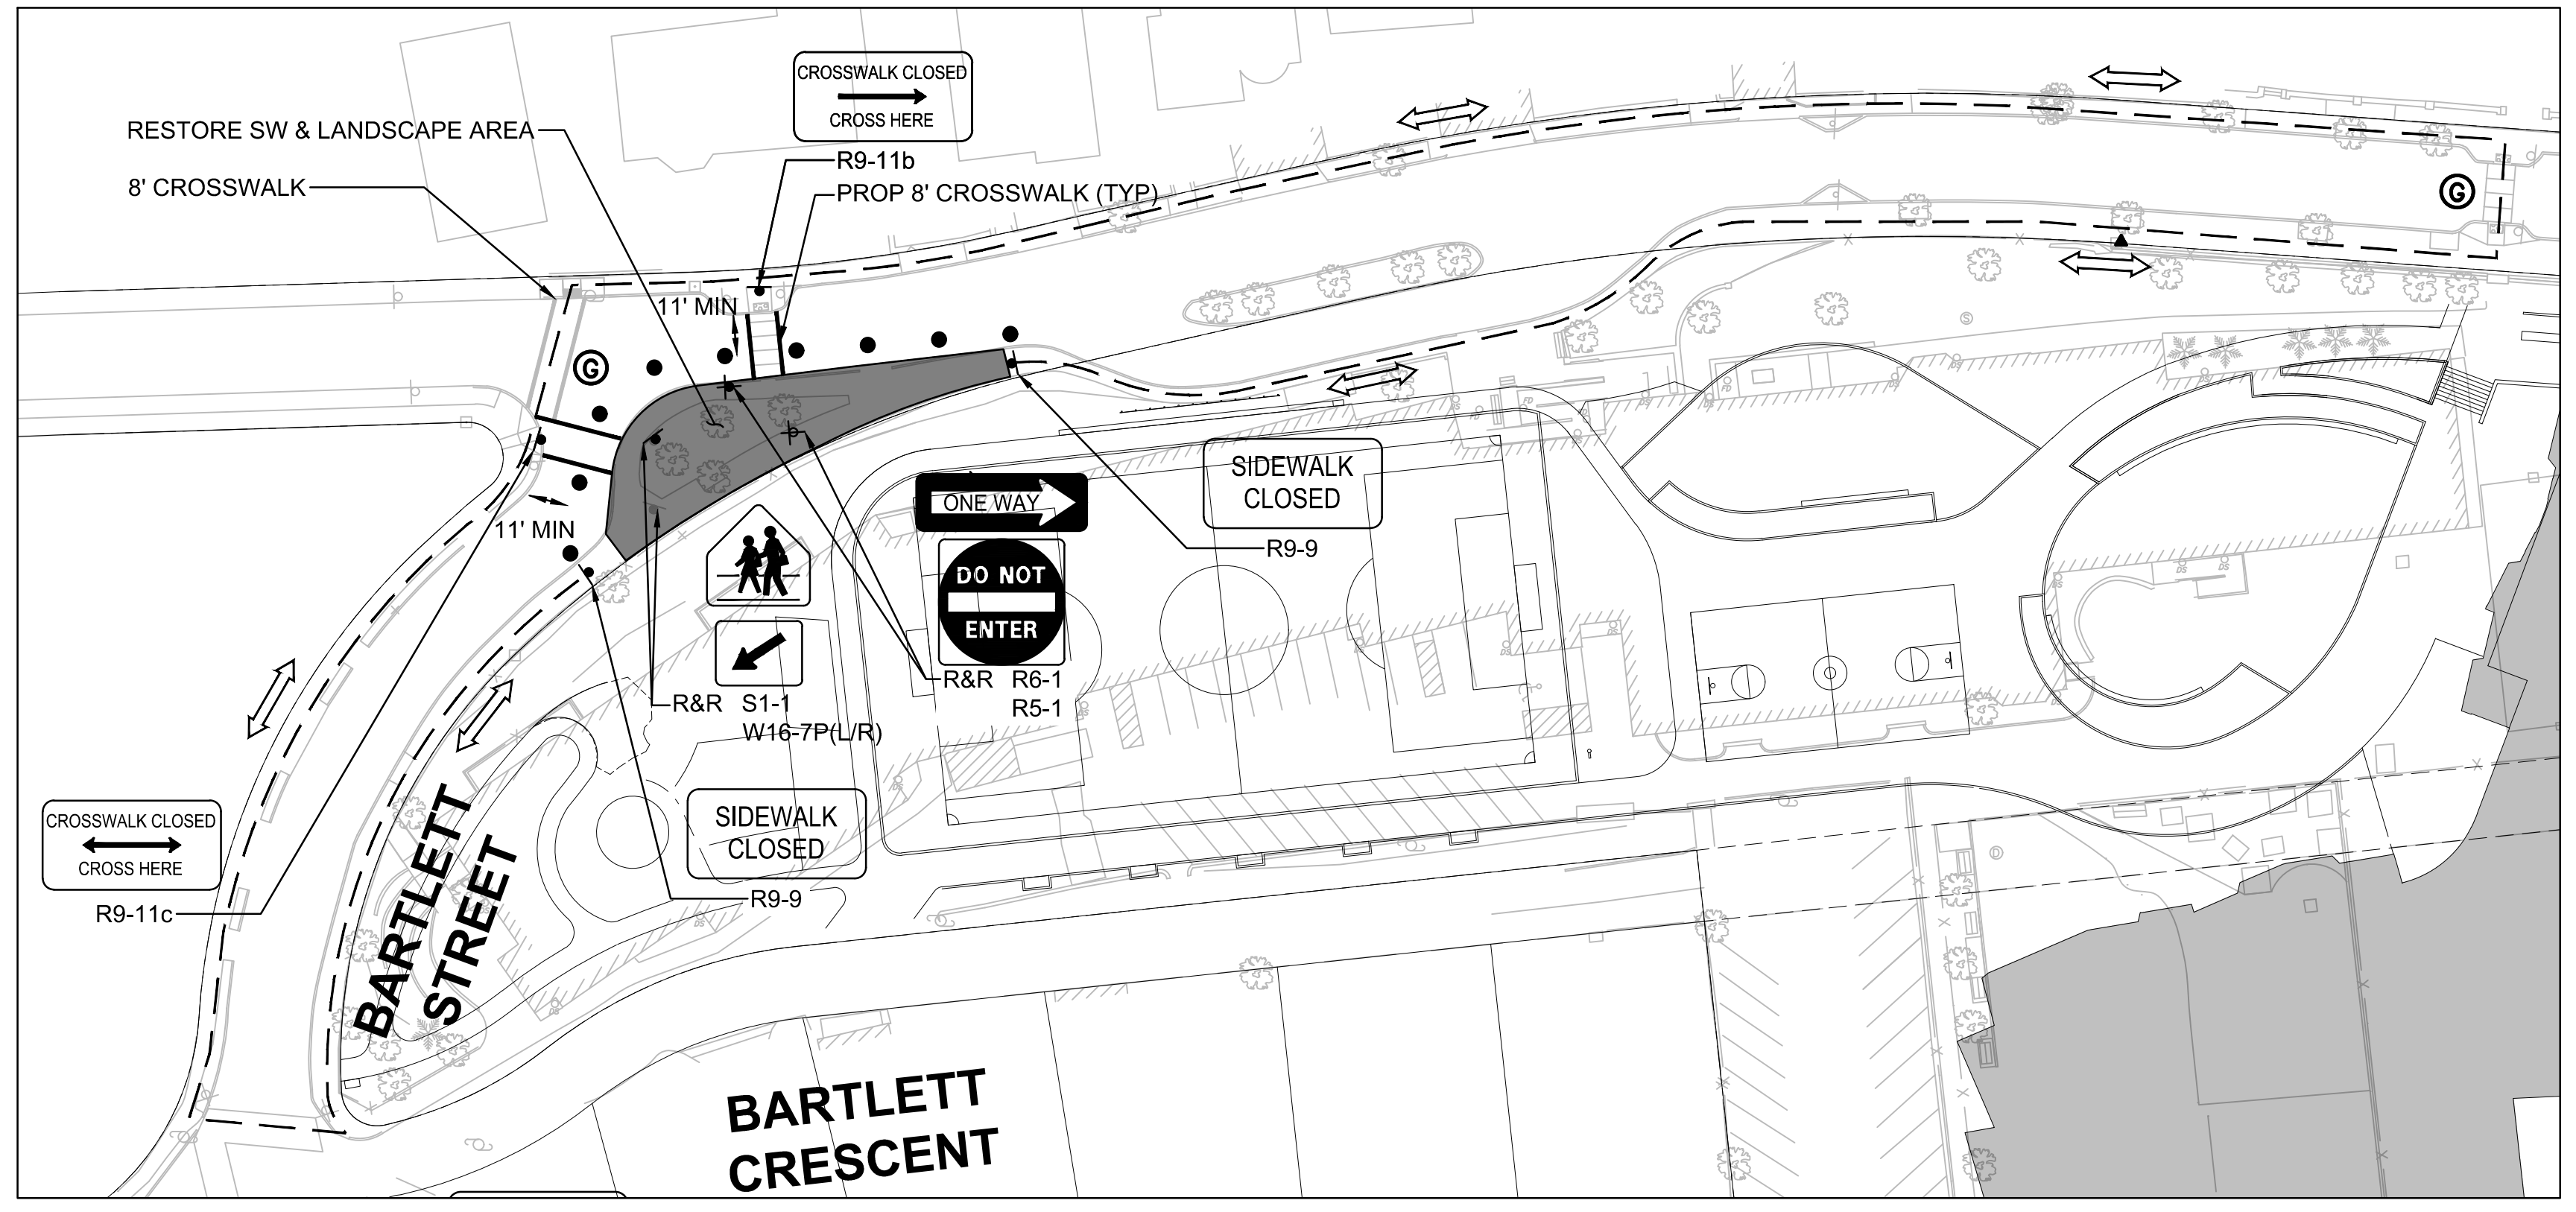 CROSSWALK CLOSED
CROSS HERE
RESTORE SW & LANDSCAPE AREA
R9-11b
8' CROSSWALK
PROP 8' CROSSWALK (TYP)
G
11' MIN
G
SIDEWALK
CLOSED
ONE WAY
11' MIN
R9-9
DO NOT
ENTER
R&R R6-1
R5-1
R&R S1-1
W16-7P(L/R)
SIDEWALK
CLOSED
CROSSWALK CLOSED
CROSS HERE
R9-9
R9-11c
BARTLETT
STREET
BARTLETT
CRESCENT